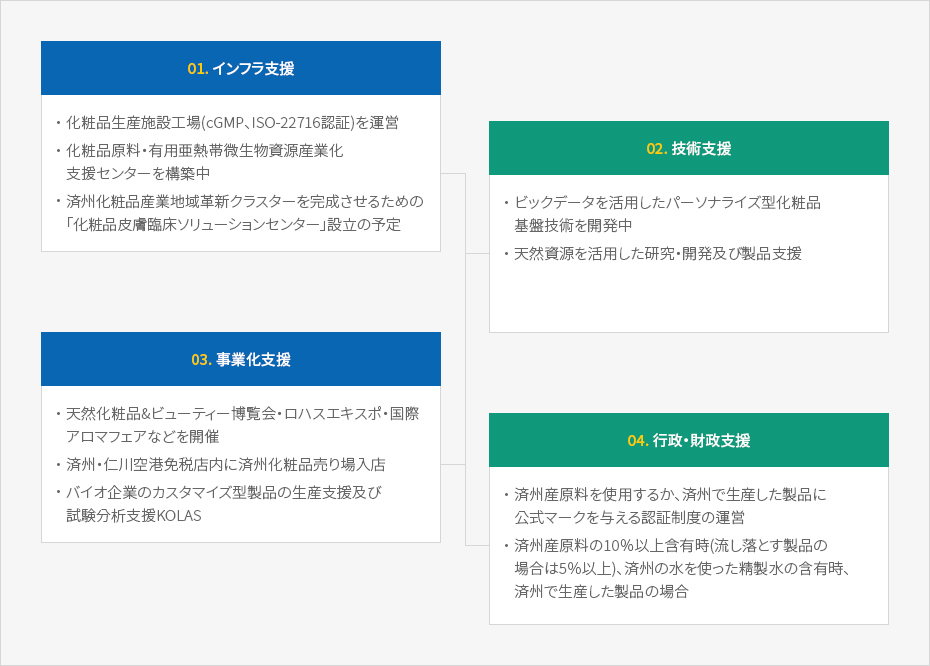 01. インフラ支援
・化粧品生産施設工場(cGMP、ISO-22716認証)を運営
・化粧品原料・有用亜熱帯微生物資源産業化
支援センターを構築中
・済州化粧品産業地域革新クラスターを完成させるための
「化粧品皮膚臨床ソリューションセンター」設立の予定
02. 技術支援
・ビックデータを活用したパーソナライズ型化粧品
基盤技術を開発中
・天然資源を活用した研究・開発及び製品支援
03. 事業化支援
・天然化粧品&ビューティー博覧会・ロハスエキスポ・国際
アロマフェアなどを開催
・済州・仁川空港免税店内に済州化粧品売り場入店
・バイオ企業のカスタマイズ型製品の生産支援及び
試験分析支援KOLAS
04. 行政・財政支援
・済州産原料を使用するか、済州で生産した製品に
公式マークを与える認証制度の運営
・済州産原料の10%以上含有時(流し落とす製品の
場合は5%以上)、済州の水を使った精製水の含有時、
済州で生産した製品の場合